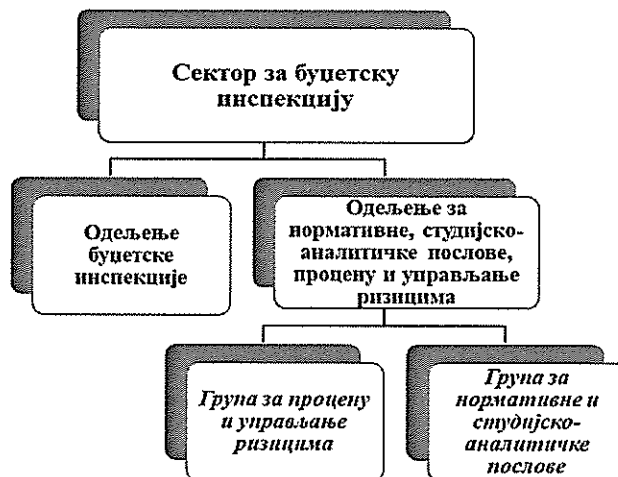 Сектор за буџетску
инспекцију
Одељење
буџетске
инспекције
Одељење за
нормативне, студијско-
аналитичке послове,
процену и управљање
ризицима
Група за процену
и управљање
ризицима
Група за
нормативне и
студијско-
аналитичке
послове